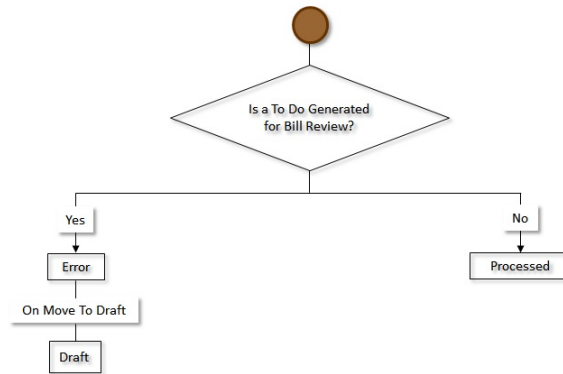 Is a To Do Generated
for Bill Review?
Yes
No
Error
Processed
On Move To Draft
Draft